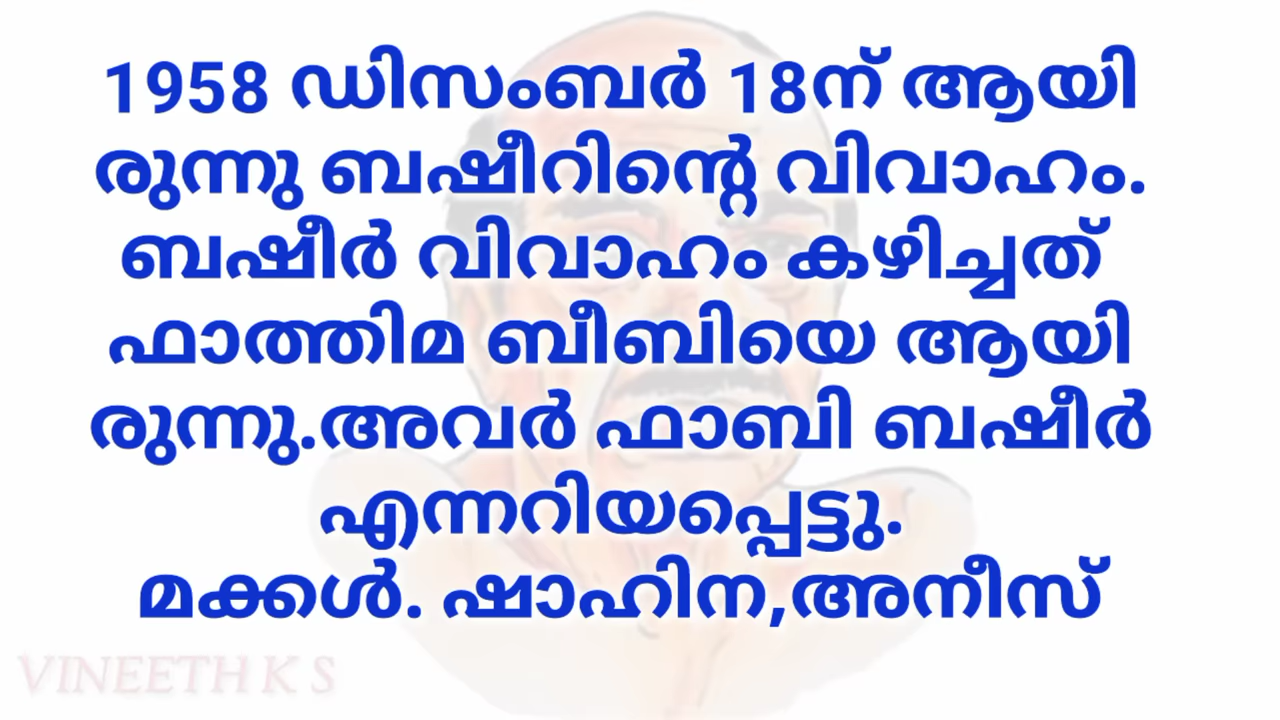 1958 ഡിസംബർ 18ന് ആയി
രുന്നു ബഷീറിന്റെ വിവാഹം.
ബഷീർ വിവാഹം കഴിച്ചത്
ഫാത്തിമ ബീബിയെ ആയി
രുന്നു.അവർ ഫാബി ബഷീർ
എന്നറിയപ്പെട്ടു.
മക്കൾ. ഷാഹിന,അനീസ്
VINEETH K S